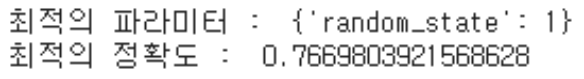 최적의 파라미터 :  {'random_state': 1}
최적의 정확도 :  0.7669803921568628